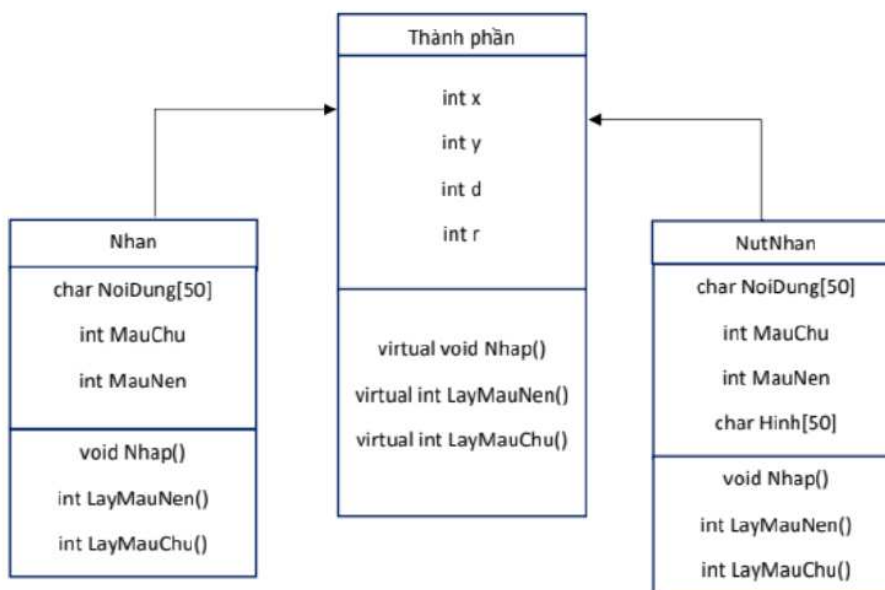 Thành phần
int x
int y
int d
int r
virtual void Nhap()
virtual int LayMauNen()
virtual int LayMauChu()
Nhan
char NoiDung[50]
int MauChu
int MauNen
void Nhap()
int LayMauNen()
int LayMauChu()
NutNhan
char NoiDung[50]
int MauChu
int MauNen
char Hinh[50]
void Nhap()
int LayMauNen()
int LayMauChu()